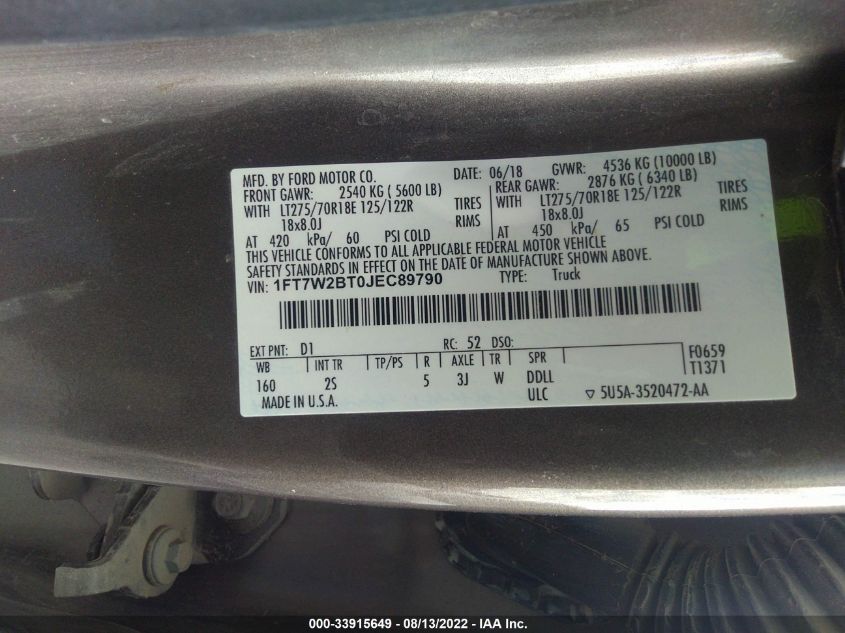 MFD. BY FORD MOTOR CO. DATE: 06/18 GVWR: 4536 KG (10000 LB)
FRONT GAWR: 2540 KG ( 5600 LB) REAR GAWR: 2876 KG ( 6340 LB)
WITH LT275/70R18E 125/122R TIRES WITH LT275/70R18E 125/122R TIRES
18x8.0J RIMS 18x8.0J RIMS
AT 420 kPa/ 60 PSI COLD AT 450 kPa/ 65 PSI COLD
THIS VEHICLE CONFORMS TO ALL APPLICABLE FEDERAL MOTOR VEHICLE
SAFETY STANDARDS IN EFFECT ON THE DATE OF MANUFACTURE SHOWN ABOVE.
VIN: 1FT7W2BT0JEC89790 TYPE: Truck
EXT PNT: D1 RC: 52 DSO: F0659
WB INT TR TP/PS R AXLE TR SPR T1371
160 2S 5 3J W DDLL
MADE IN U.S.A. ULC ▽ 5U5A-3520472-AA
000-33915649 - 08/13/2022 - IAA Inc.